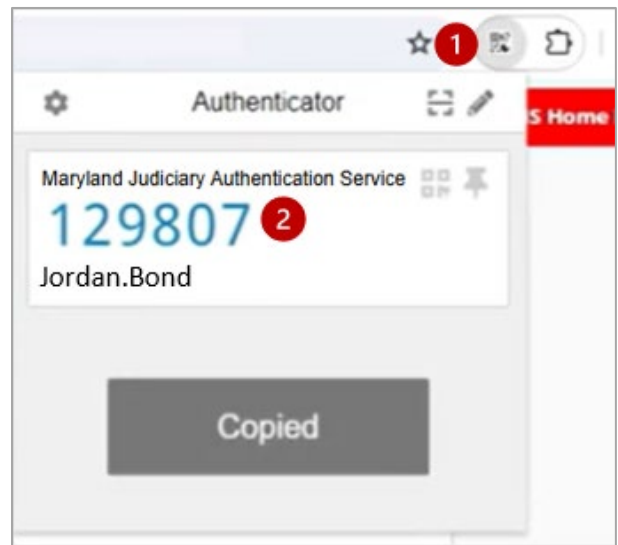 1
Authenticator
S Home
Maryland Judiciary Authentication Service
129807 2
Jordan.Bond
Copied